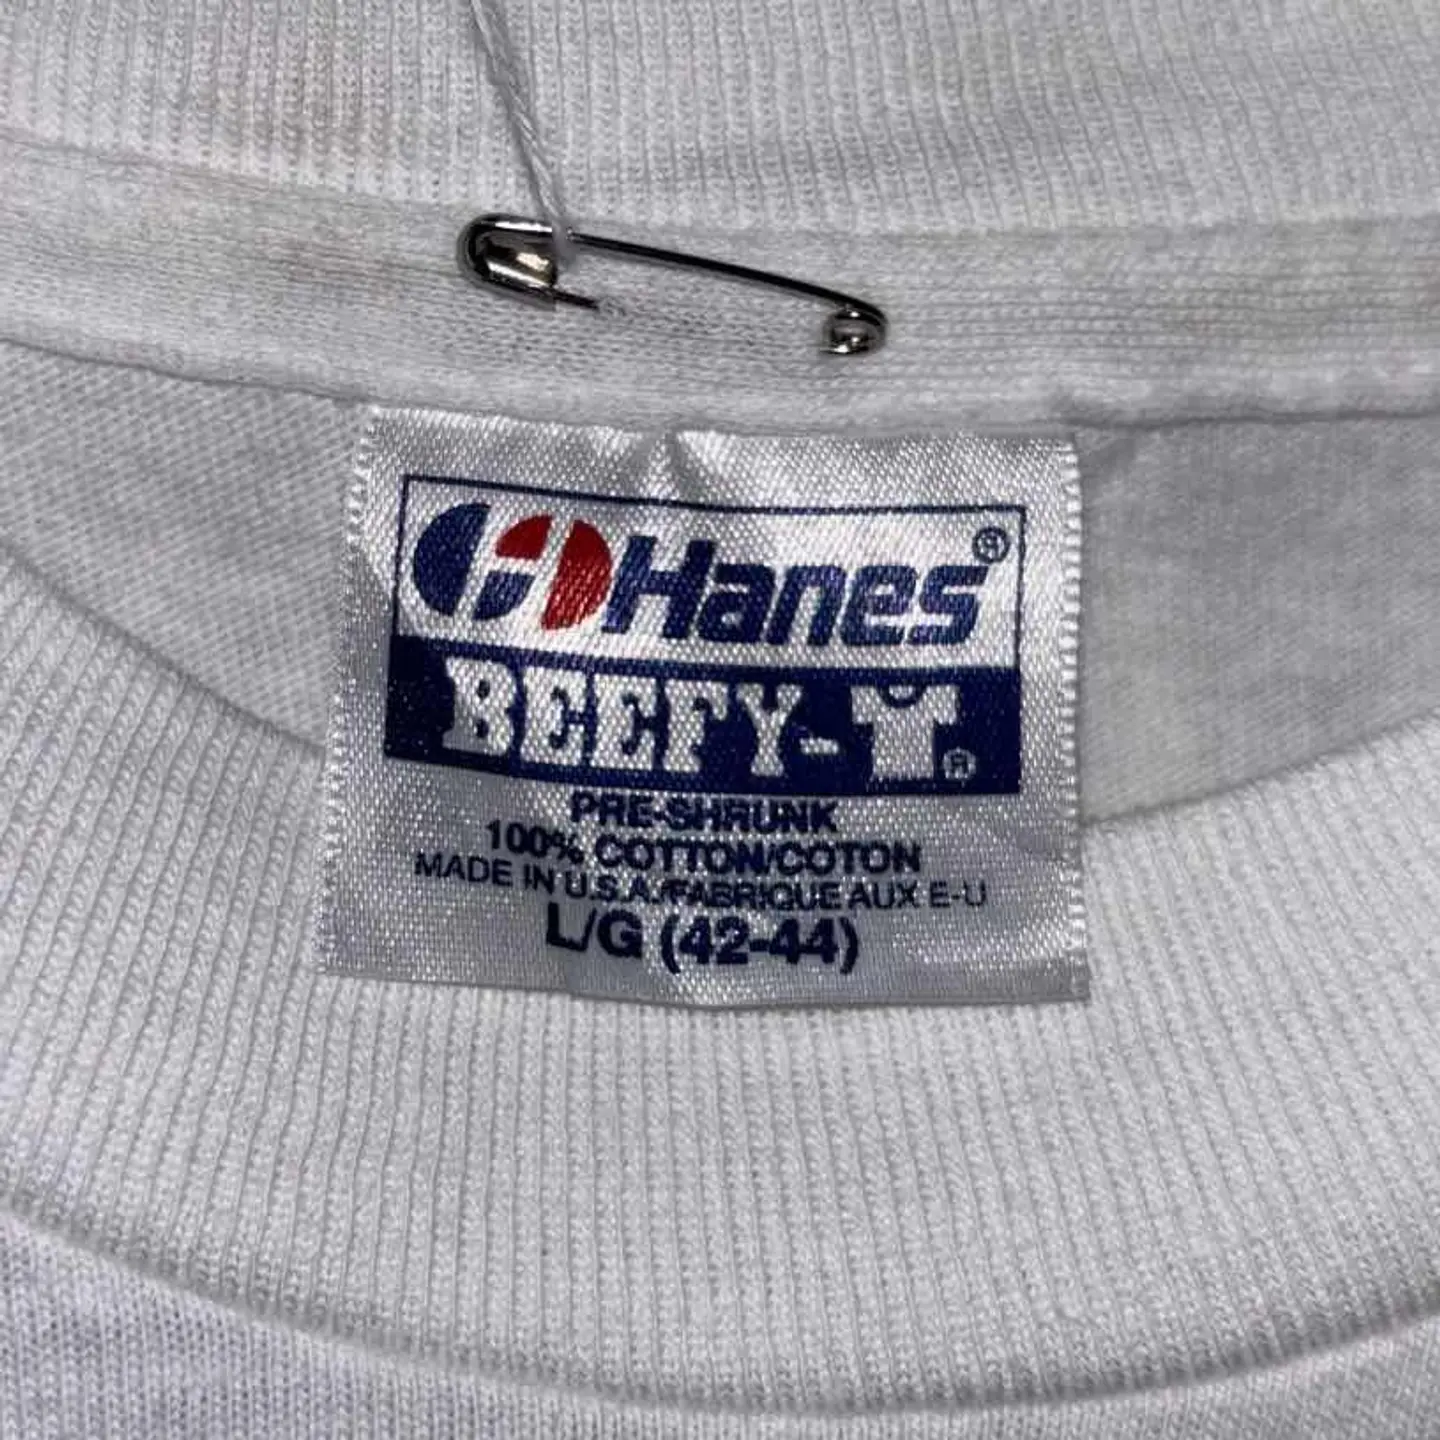 Hanes®
BEEFY-T®
PRE-SHRUNK
100% COTTON/COTON
MADE IN U.S.A./FABRIQUE AUX E-U
L/G (42-44)